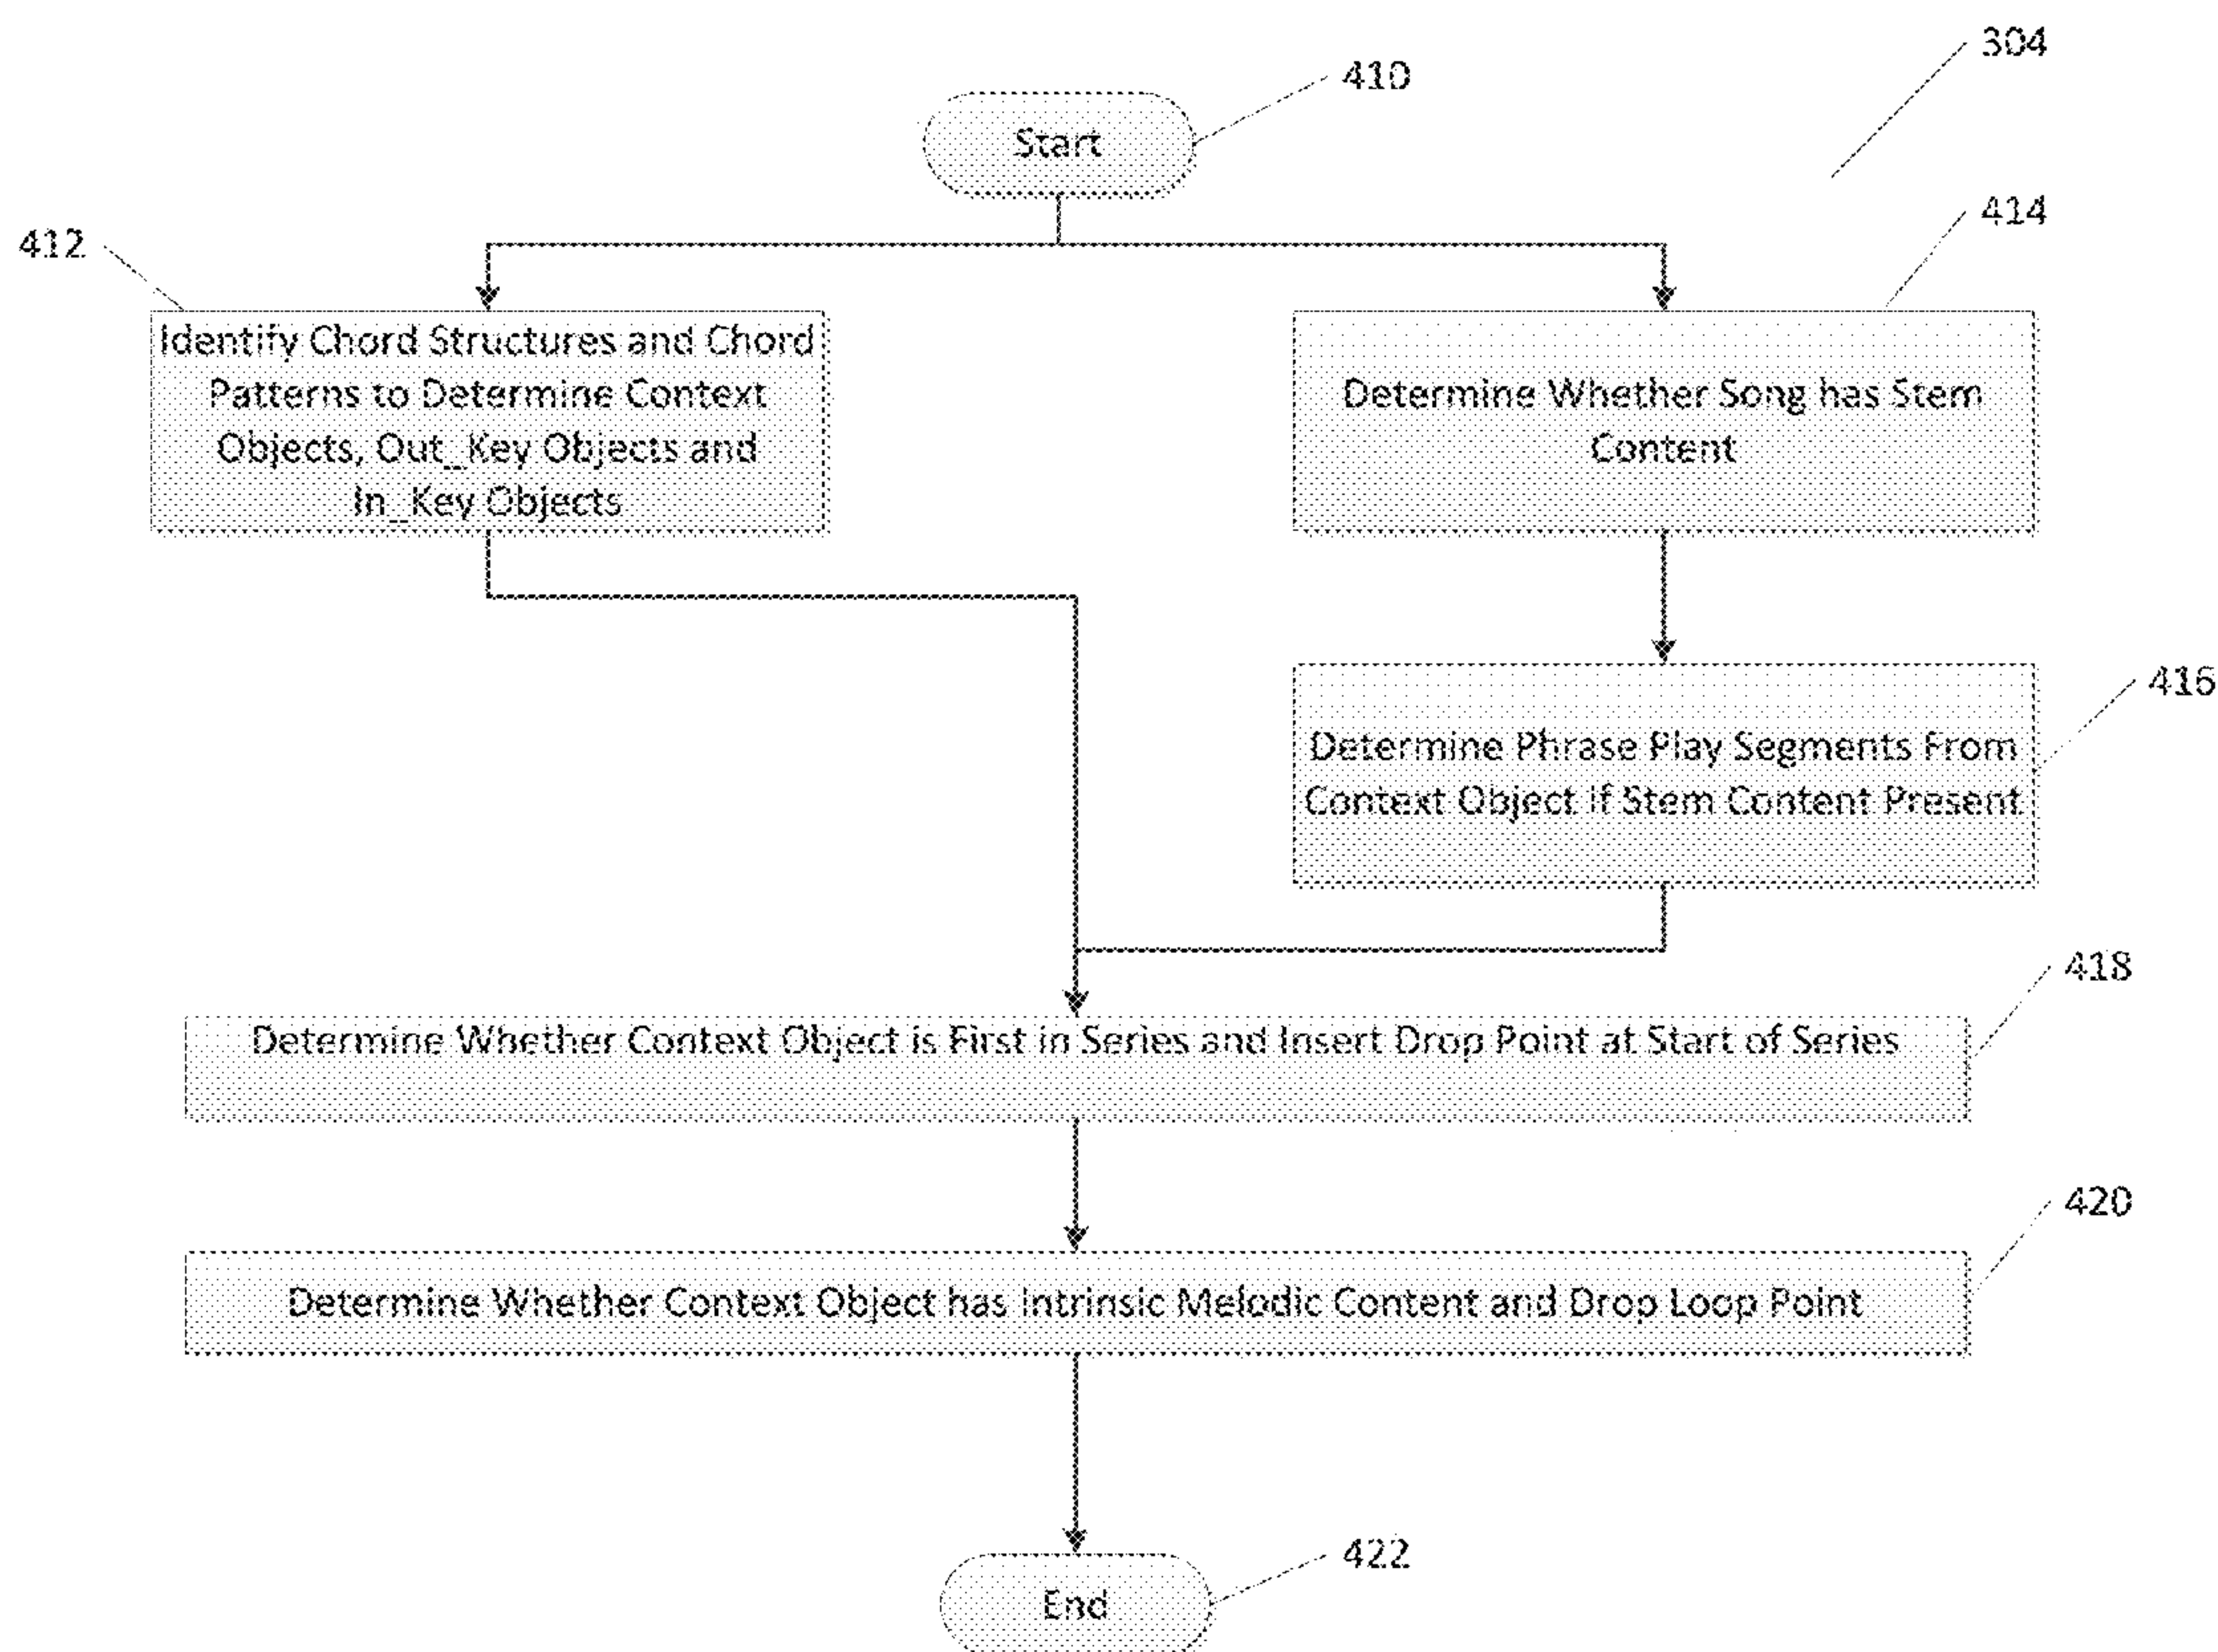 304
410
Start
414
412
Identify Chord Structures and Chord
Patterns to Determine Context
Objects, Out_Key Objects and
In_Key Objects
Determine Whether Song has Stem
Content
416
Determine Phrase Play Segments From
Context Object If Stem Content Present
418
Determine Whether Context Object is First in Series and Insert Drop Point at Start of Series
420
Determine Whether Context Object has Intrinsic Melodic Content and Drop Loop Point
422
End